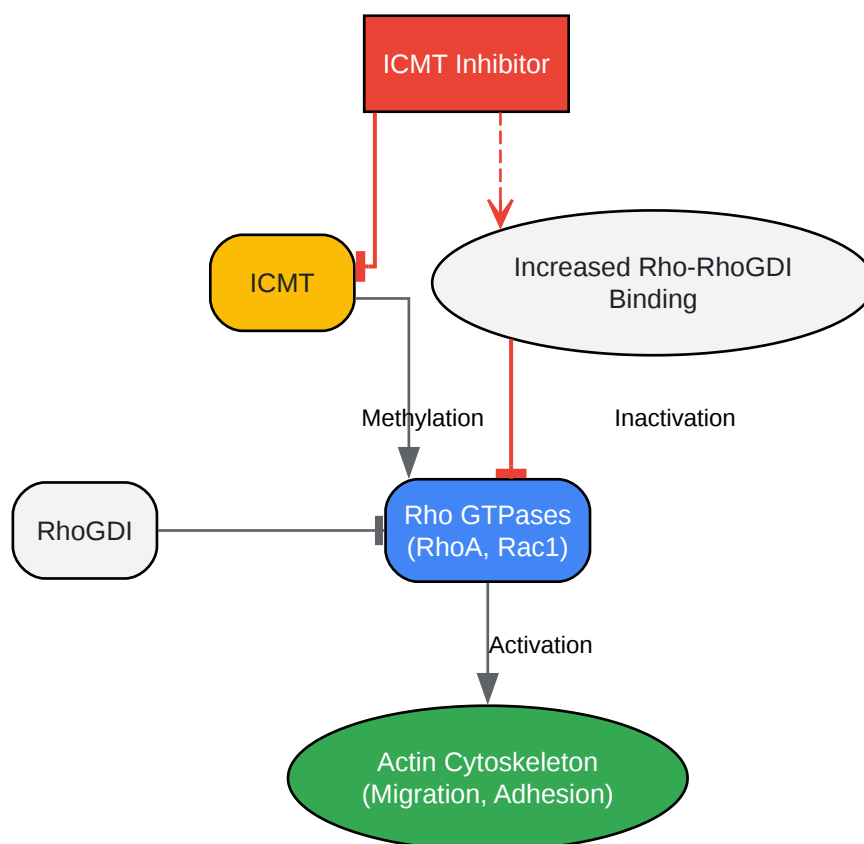 ICMT Inhibitor
ICMT
Increased Rho-RhoGDI
Binding
Methylation
Inactivation
RhoGDI
Rho GTPases
(RhoA, Rac1)
Activation
Actin Cytoskeleton
(Migration, Adhesion)